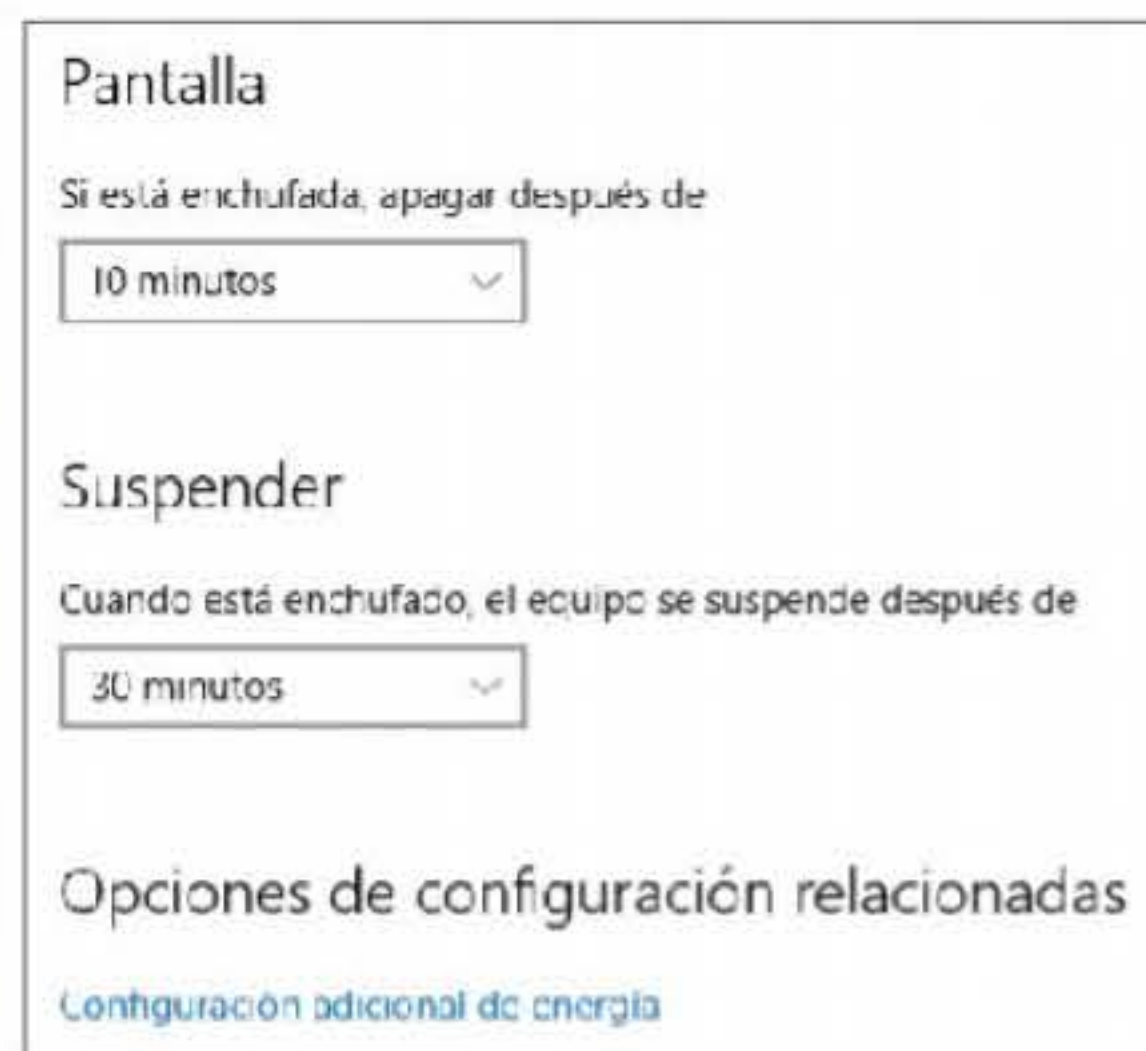 Pantalla
Si está enchufada, apagar después de
10 minutos
Suspender
Cuando está enchufado, el equipo se suspende después de
30 minutos
Opciones de configuración relacionadas
Configuración adicional de energía